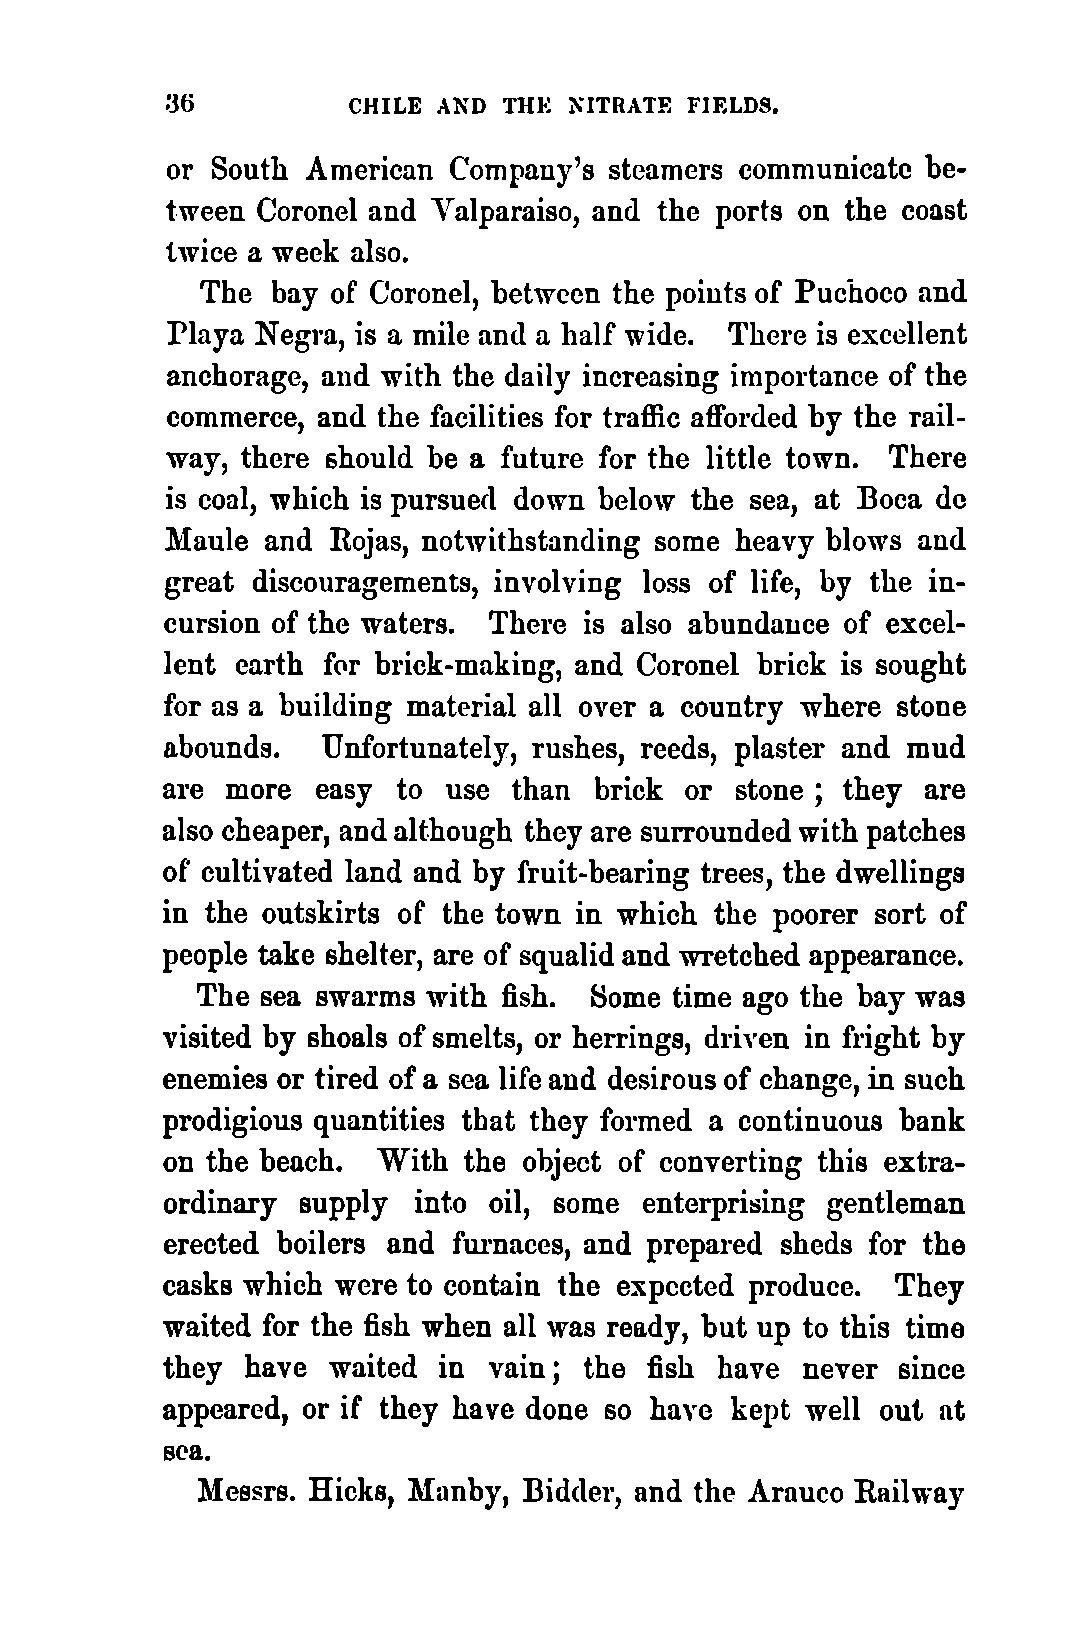 36 CHILE AND THE NITRATE FIELDS.
or South American Company's steamers communicate be-
tween Coronel and Valparaiso, and the ports on the coast
twice a week also.
The bay of Coronel, between the points of Puchoco and
Playa Negra, is a mile and a half wide. There is excellent
anchorage, and with the daily increasing importance of the
commerce, and the facilities for traffic afforded by the rail-
way, there should be a future for the little town. There
is coal, which is pursued down below the sea, at Boca de
Maule and Rojas, notwithstanding some heavy blows and
great discouragements, involving loss of life, by the in-
cursion of the waters. There is also abundance of excel-
lent earth for brick-making, and Coronel brick is sought
for as a building material all over a country where stone
abounds. Unfortunately, rushes, reeds, plaster and mud
are more easy to use than brick or stone ; they are
also cheaper, and although they are surrounded with patches
of cultivated land and by fruit-bearing trees, the dwellings
in the outskirts of the town in which the poorer sort of
people take shelter, are of squalid and wretched appearance.
The sea swarms with fish. Some time ago the bay was
visited by shoals of smelts, or herrings, driven in fright by
enemies or tired of a sea life and desirous of change, in such
prodigious quantities that they formed a continuous bank
on the beach. With the object of converting this extra-
ordinary supply into oil, some enterprising gentleman
erected boilers and furnaces, and prepared sheds for the
casks which were to contain the expected produce. They
waited for the fish when all was ready, but up to this time
they have waited in vain; the fish have never since
appeared, or if they have done so have kept well out at
sea.
Messrs. Hicks, Manby, Bidder, and the Arauco Railway